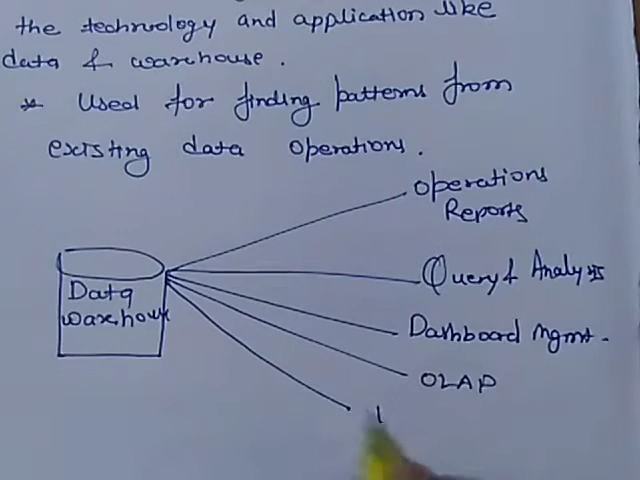 the technology and application like
data & warehouse.
* Used for finding patterns from
existing data operations.
Operations
Reports
Query & Analysis
Data
warehouse
Dashboard Mgmt.
OLAP